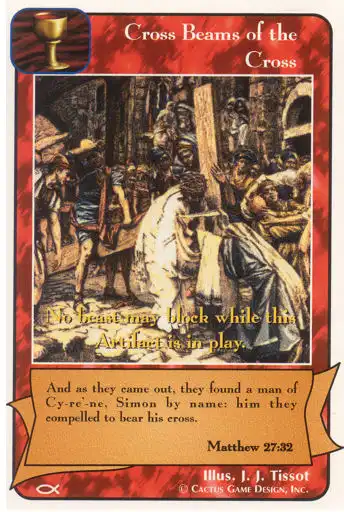 Cross Beams of the
Cross
No beast may block while this
Artifact is in play.
And as they came out, they found a man of
Cy-re'-ne, Simon by name: him they
compelled to bear his cross.
Matthew 27:32
Illus. J. J. Tissot
© Cactus Game Design, Inc.